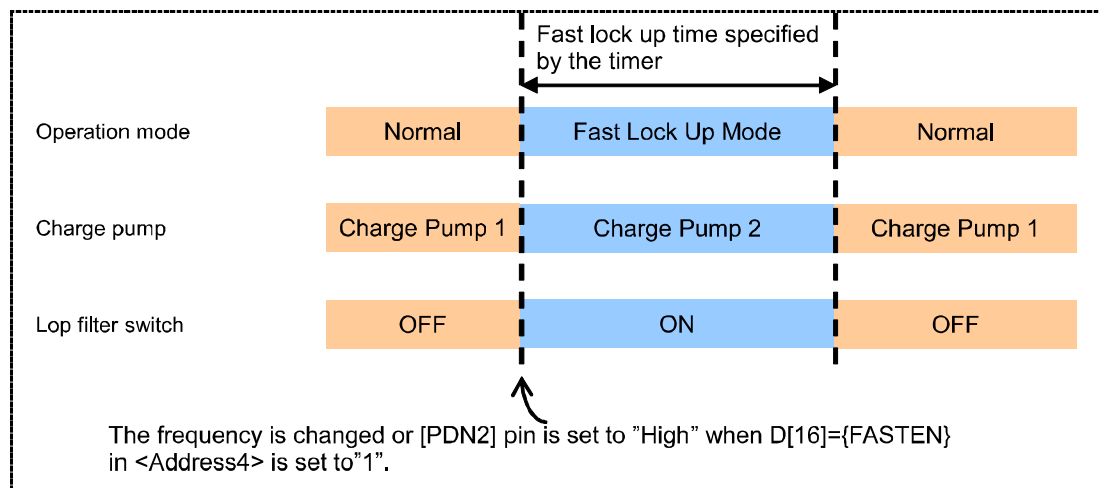 Fast lock up time specified
by the timer
Operation mode
Normal
Fast Lock Up Mode
Normal
Charge pump
Charge Pump 1
Charge Pump 2
Charge Pump 1
Lop filter switch
OFF
ON
OFF
The frequency is changed or [PDN2] pin is set to ”High” when D[16]={FASTEN}
in <Address4> is set to”1”.